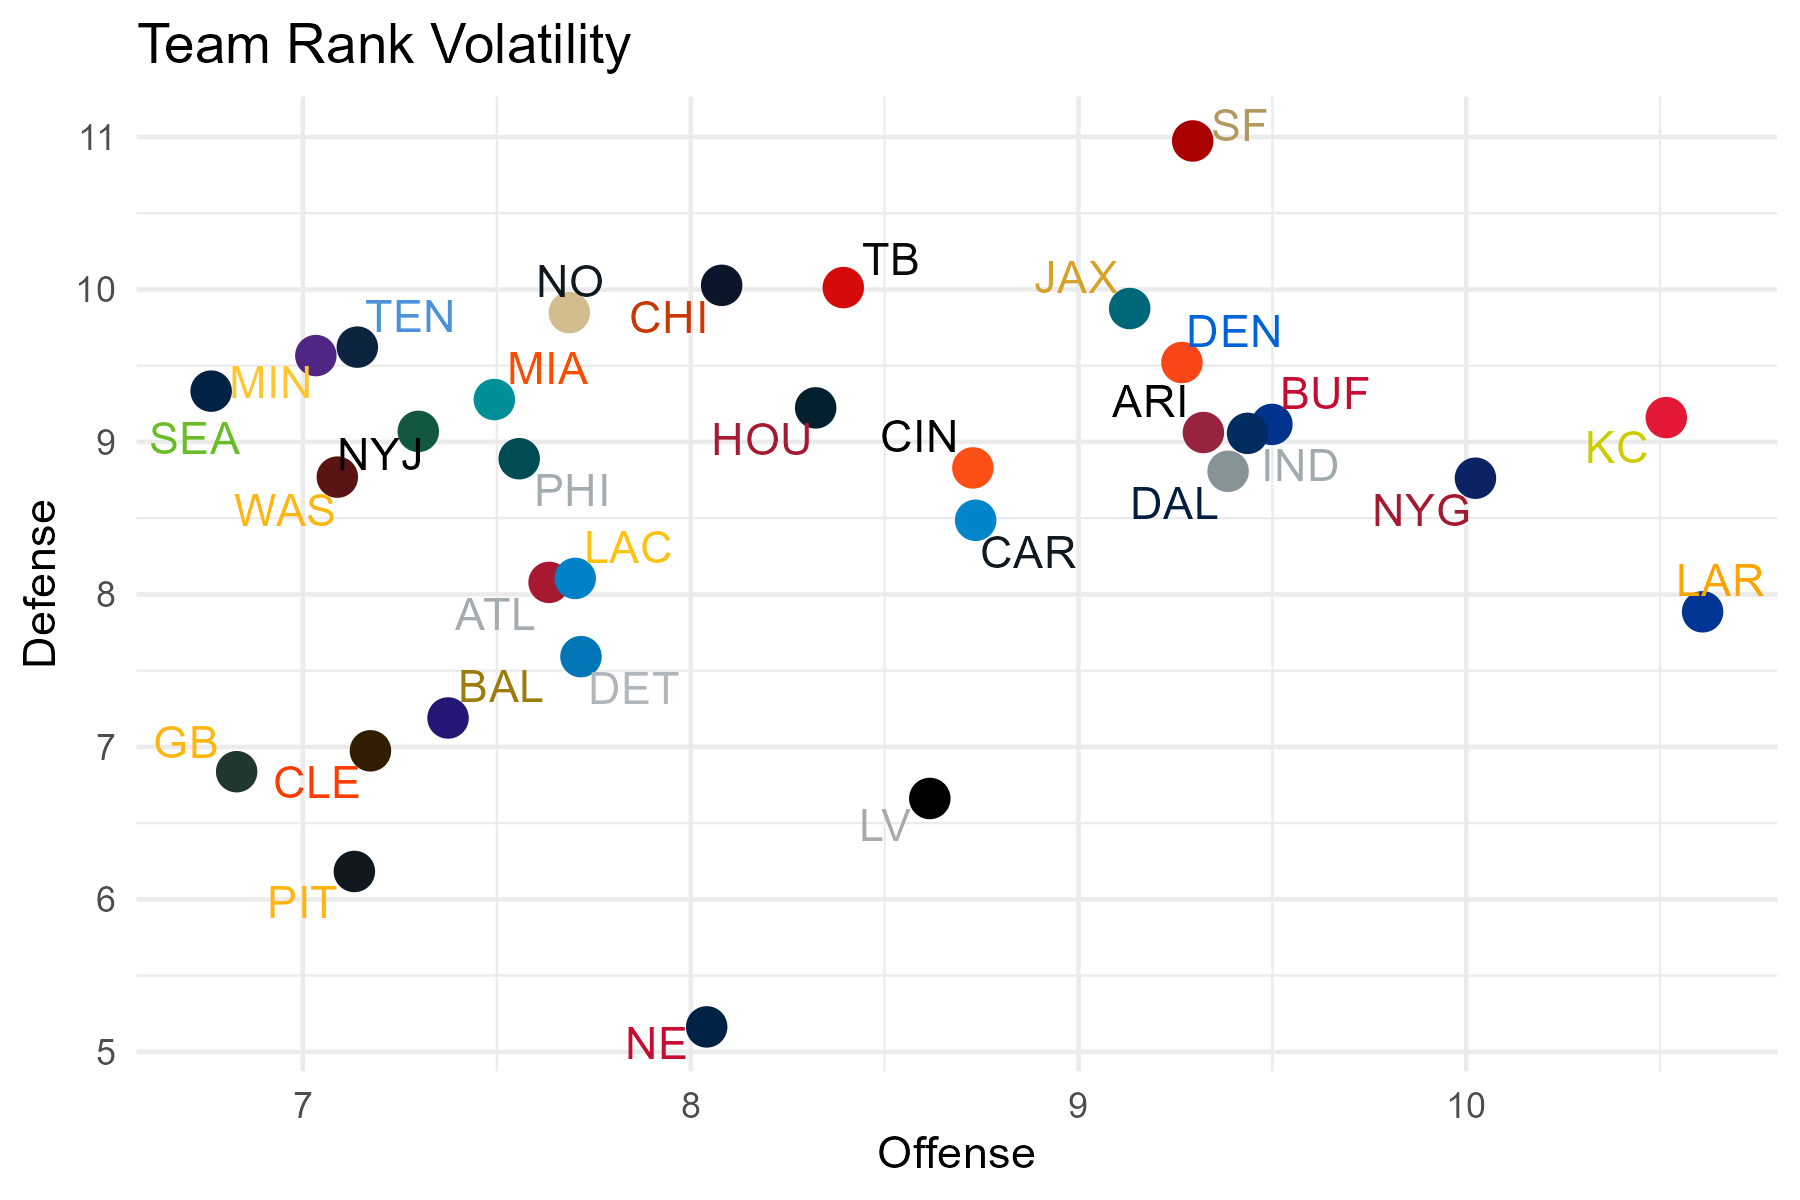 Team Rank Volatility
11
SF
TB
JAX
10
NO
TEN
CHI
DEN
MIA
MIN
BUF
ARI
SEA
9
NYJ
HOU
CIN
KC
IND
PHI
WAS
DAL
NYG
LAC
CAR
8
LAR
ATL
BAL
DET
7
GB
CLE
LV
6
PIT
NE
5
Defense
7
8
9
10
Offense